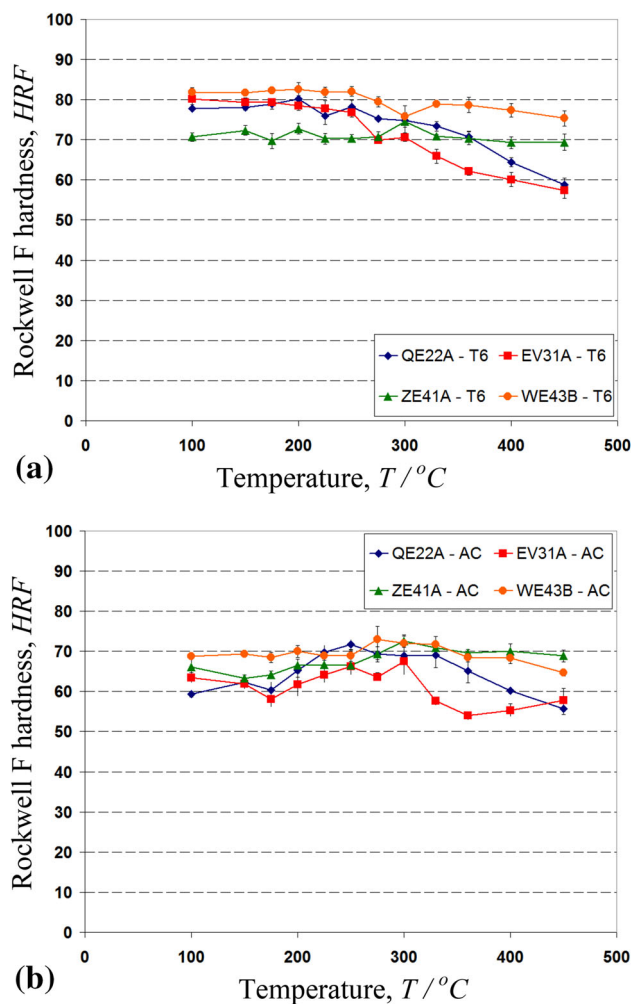 100
90
80
70
60
50
40
30
20
10
0
Rockwell F hardness, HRF
QE22A - T6 EV31A - T6
ZE41A - T6 WE43B - T6
0 100 200 300 400 500
(a) Temperature, T / °C
100
90
80
70
60
50
40
30
20
10
0
Rockwell F hardness, HRF
QE22A - AC EV31A - AC
ZE41A - AC WE43B - AC
0 100 200 300 400 500
(b) Temperature, T / °C